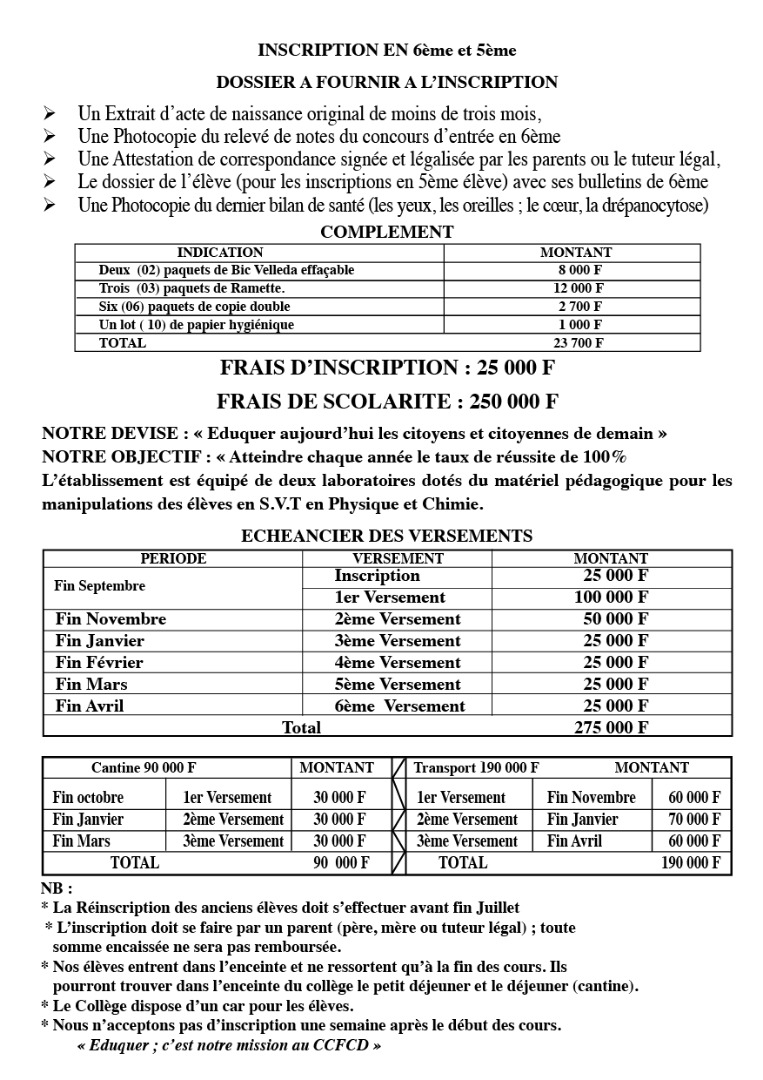 INSCRIPTION EN 6ème et 5ème
DOSSIER A FOURNIR A L'INSCRIPTION
➢ Un Extrait d'acte de naissance original de moins de trois mois,
➢ Une Photocopie du relevé de notes du concours d'entrée en 6ème
➢ Une Attestation de correspondance signée et légalisée par les parents ou le tuteur légal,
➢ Le dossier de l'élève (pour les inscriptions en 5ème élève) avec ses bulletins de 6ème
➢ Une Photocopie du dernier bilan de santé (les yeux, les oreilles ; le cœur, la drépanocytose)
COMPLEMENT
INDICATION MONTANT
Deux (02) paquets de Bic Velleda effaçable 8 000 F
Trois (03) paquets de Ramette. 12 000 F
Six (06) paquets de copie double 2 700 F
Un lot ( 10) de papier hygiénique 1 000 F
TOTAL 23 700 F
FRAIS D'INSCRIPTION : 25 000 F
FRAIS DE SCOLARITE : 250 000 F
NOTRE DEVISE : « Eduquer aujourd'hui les citoyens et citoyennes de demain »
NOTRE OBJECTIF : « Atteindre chaque année le taux de réussite de 100%
L'établissement est équipé de deux laboratoires dotés du matériel pédagogique pour les
manipulations des élèves en S.V.T en Physique et Chimie.
ECHEANCIER DES VERSEMENTS
PERIODE VERSEMENT MONTANT
Fin Septembre Inscription 25 000 F
1er Versement 100 000 F
Fin Novembre 2ème Versement 50 000 F
Fin Janvier 3ème Versement 25 000 F
Fin Février 4ème Versement 25 000 F
Fin Mars 5ème Versement 25 000 F
Fin Avril 6ème Versement 25 000 F
Total 275 000 F
Cantine 90 000 F MONTANT Transport 190 000 F MONTANT
Fin octobre 1er Versement 30 000 F 1er Versement Fin Novembre 60 000 F
Fin Janvier 2ème Versement 30 000 F 2ème Versement Fin Janvier 70 000 F
Fin Mars 3ème Versement 30 000 F 3ème Versement Fin Avril 60 000 F
TOTAL 90 000 F TOTAL 190 000 F
NB :
* La Réinscription des anciens élèves doit s'effectuer avant fin Juillet
* L'inscription doit se faire par un parent (père, mère ou tuteur légal) ; toute
somme encaissée ne sera pas remboursée.
* Nos élèves entrent dans l'enceinte et ne ressortent qu'à la fin des cours. Ils
pourront trouver dans l'enceinte du collège le petit déjeuner et le déjeuner (cantine).
* Le Collège dispose d'un car pour les élèves.
* Nous n'acceptons pas d'inscription une semaine après le début des cours.
« Eduquer ; c'est notre mission au CCFCD »